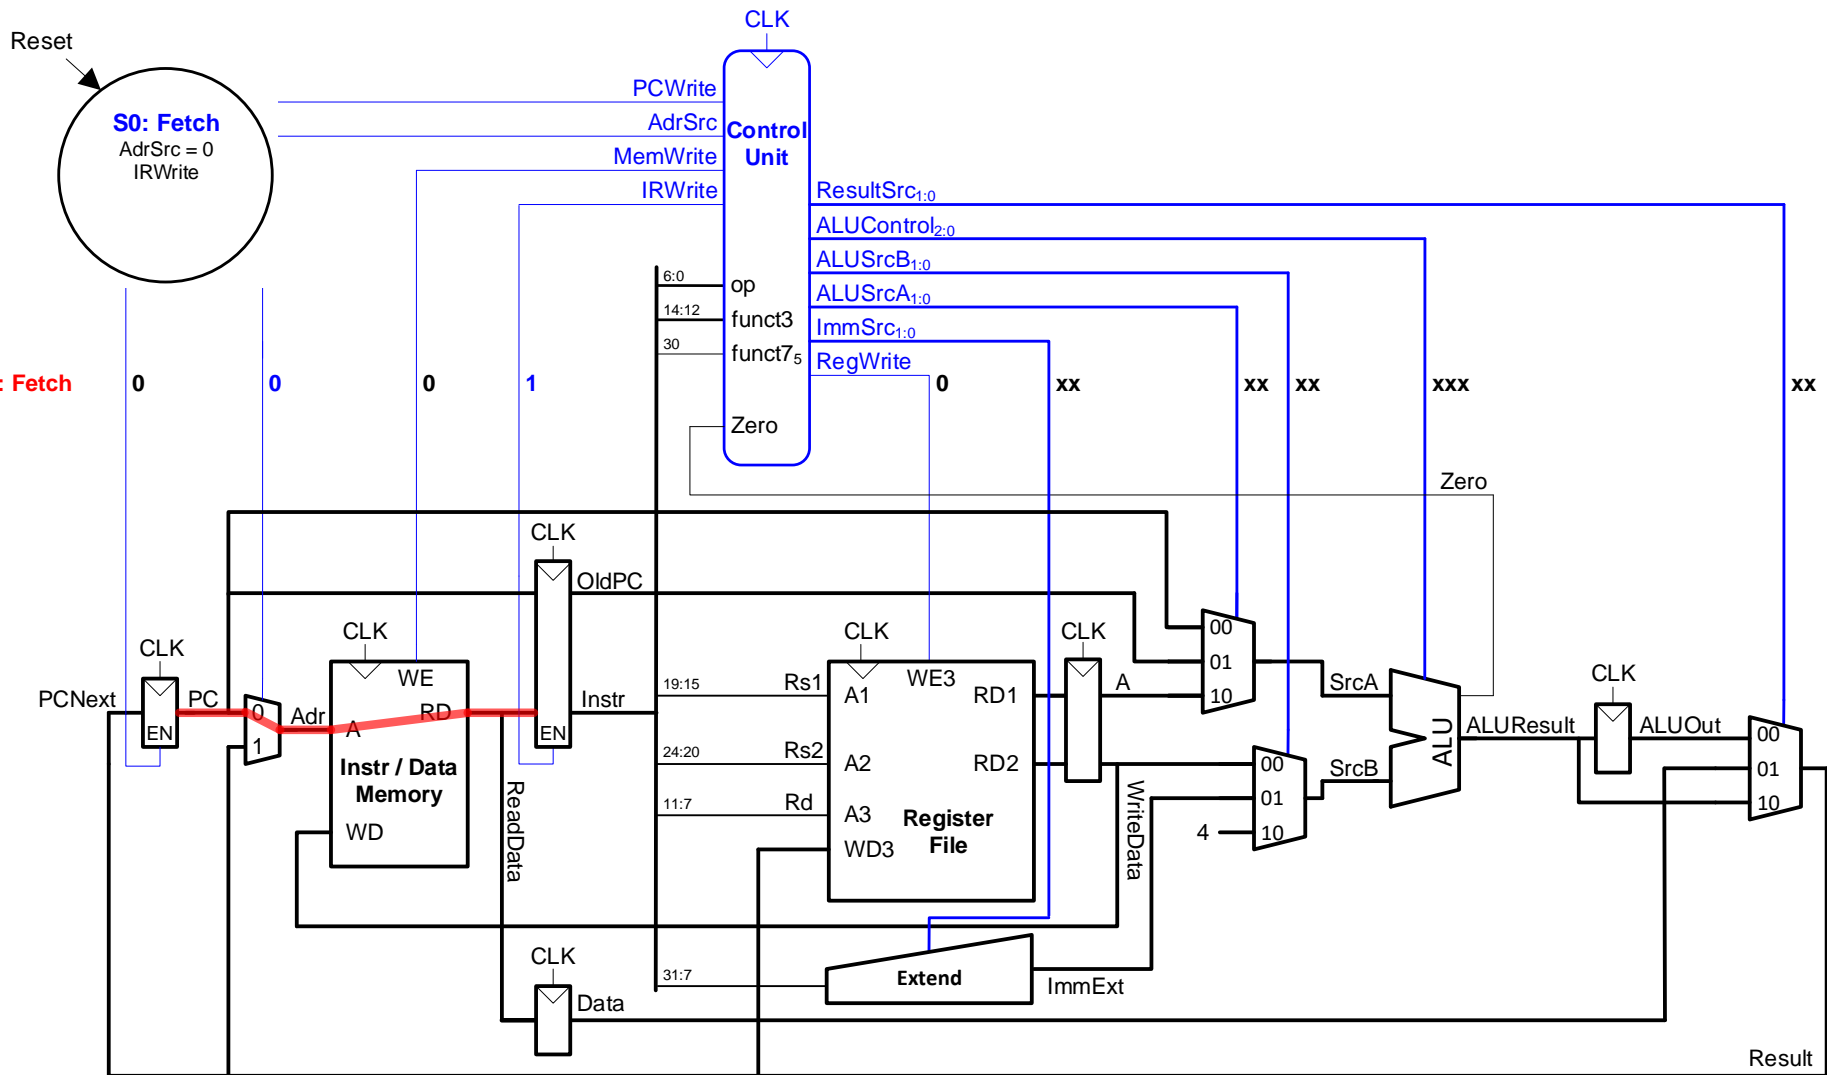 CLK
Reset
PCWrite
S0: Fetch
AdrSrc
Control
Unit
AdrSrc = 0
IRWrite
MemWrite
IRWrite
ResultSrc1:0
ALUControl2:0
ALUSrcB1:0
6:0
op
ALUSrcA1:0
14:12
funct3
ImmSrc1:0
30
funct75
RegWrite
: Fetch
0
0
0
1
0
xx
xx
xx
xxx
xx
Zero
Zero
CLK
OldPC
CLK
CLK
CLK
CLK
CLK
00
01
10
WE
WE3
PCNext
PC
EN
0
1
Adr
A
RD
EN
Instr
19:15
Rs1
A1
RD1
A
SrcA
ALU
ALUResult
ALUOut
00
01
10
Instr / Data
Memory
ReadData
24:20
Rs2
A2
RD2
WriteData
00
01
10
4
SrcB
WD
11:7
Rd
A3
WD3
Register
File
CLK
Data
31:7
Extend
ImmExt
Result